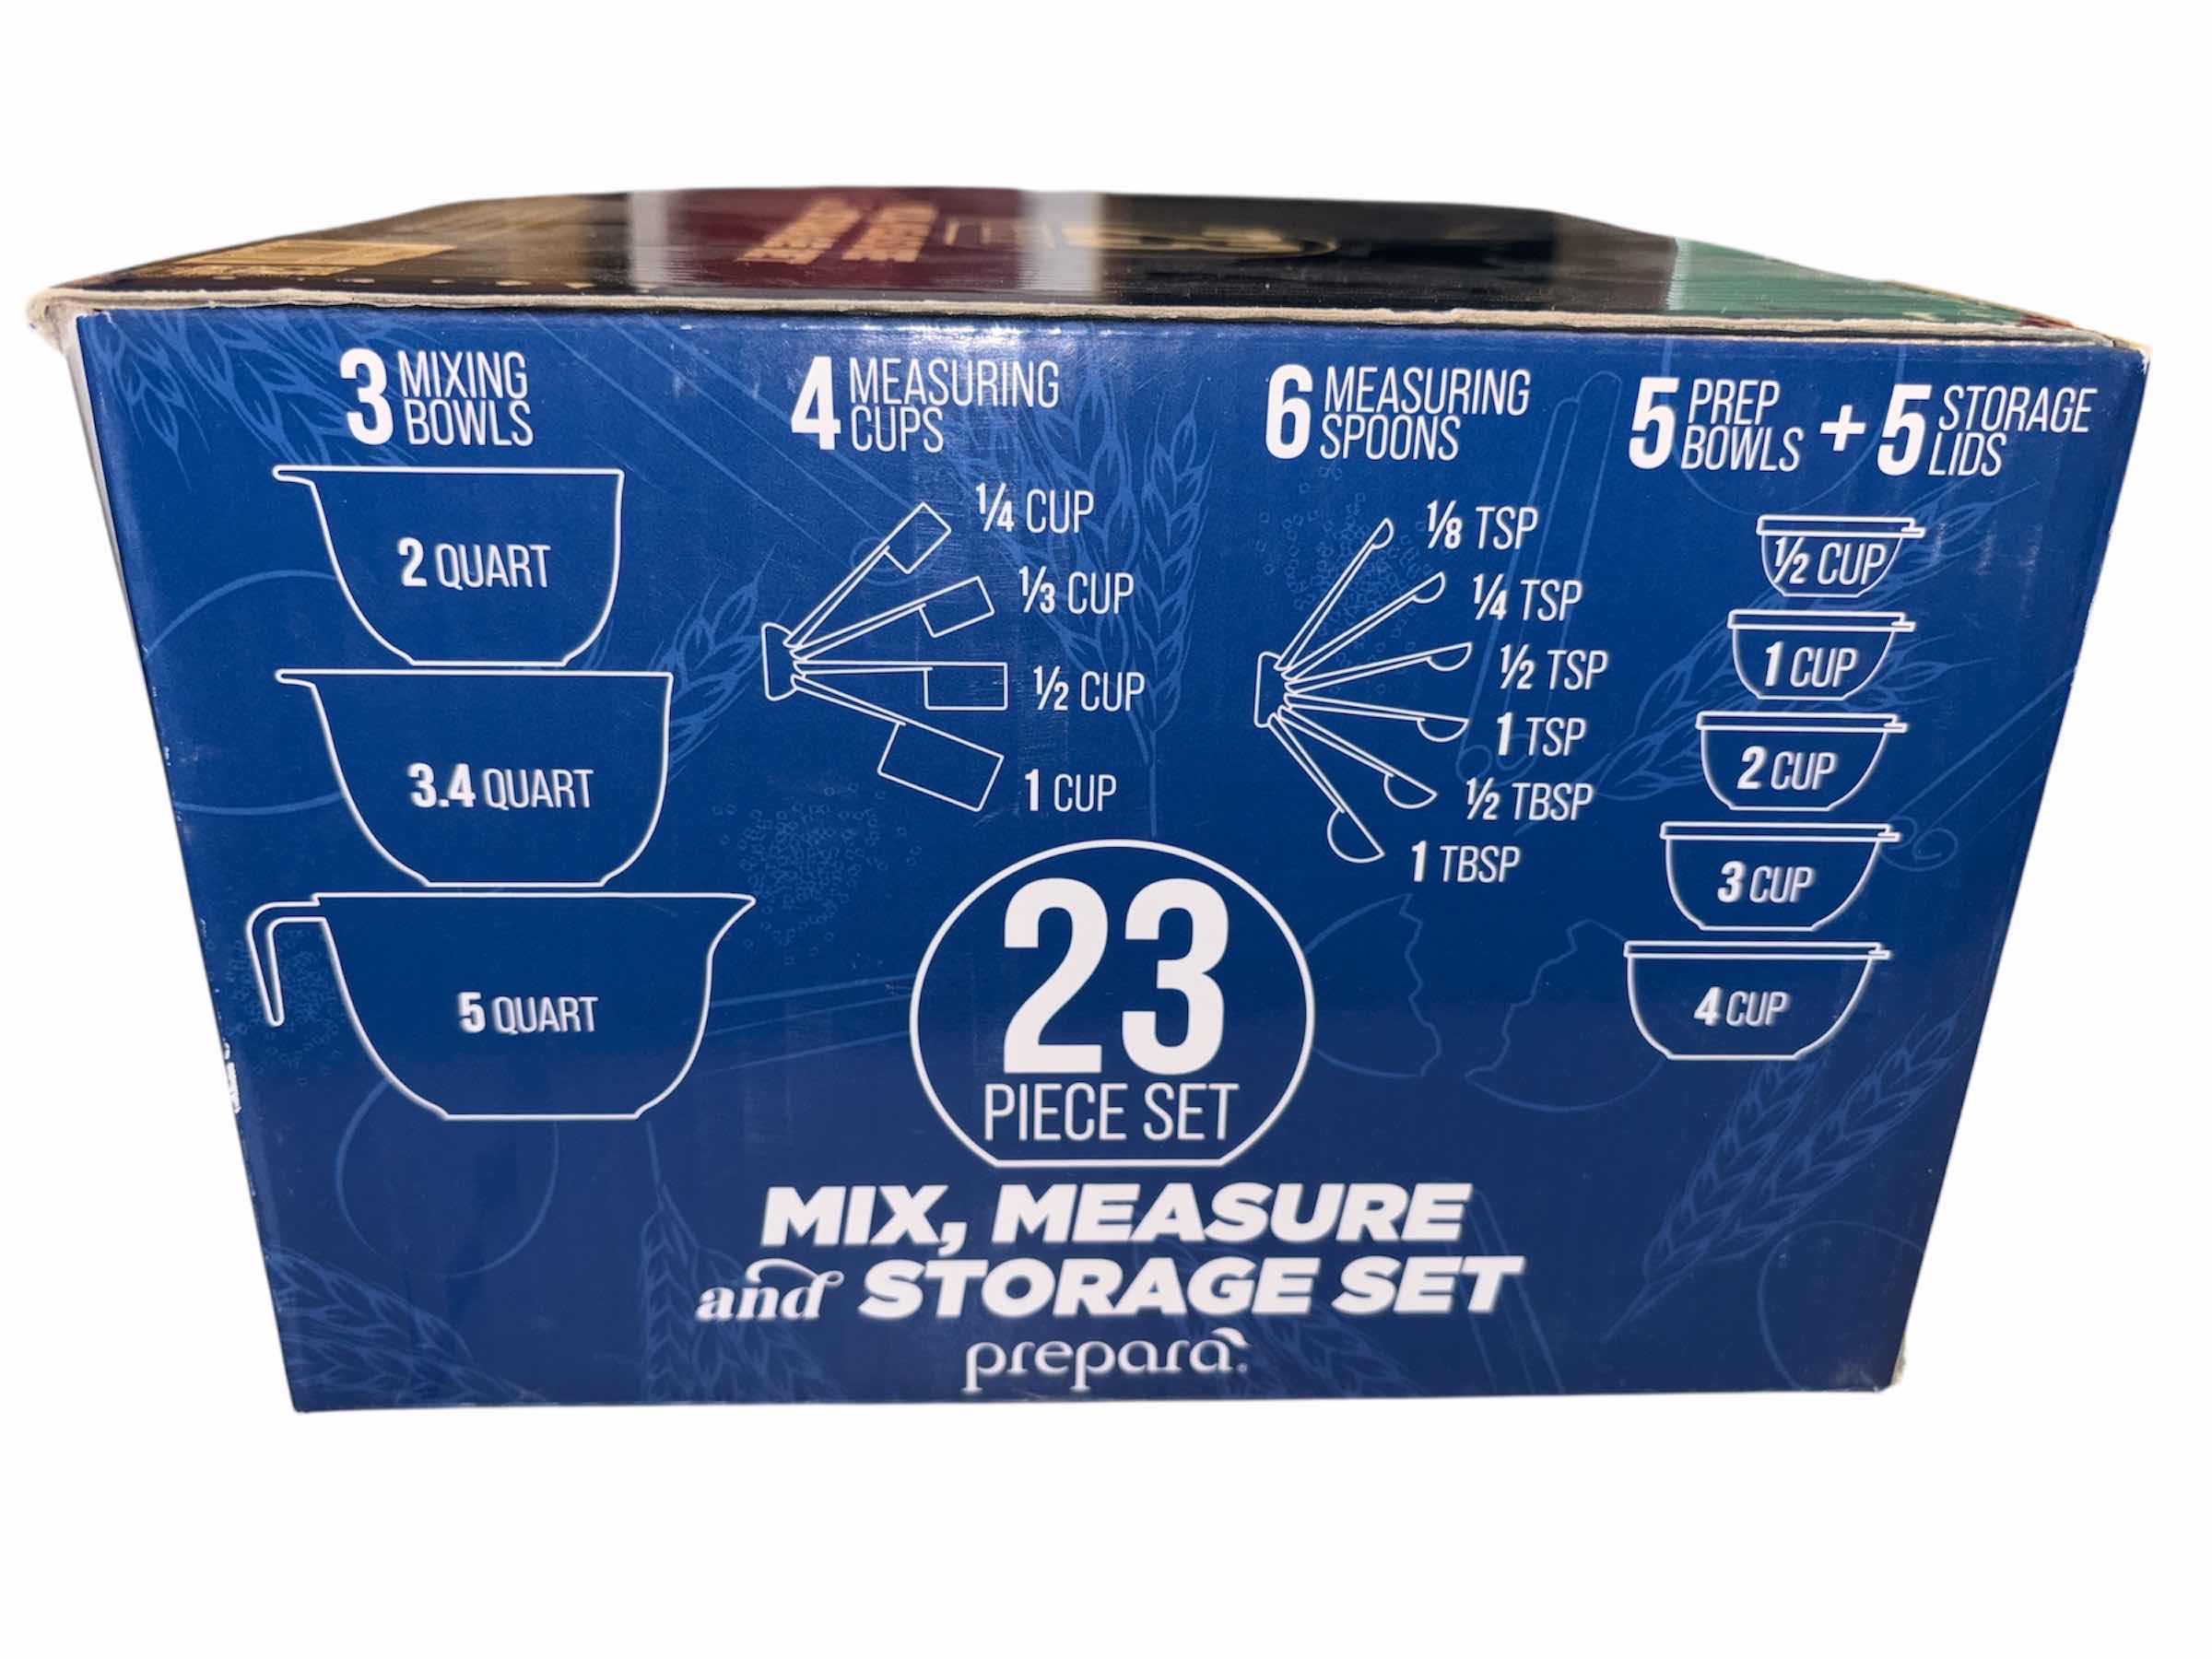 3 MIXING BOWLS
2 QUART
3.4 QUART
5 QUART
4 MEASURING CUPS
1/4 CUP
1/3 CUP
1/2 CUP
1 CUP
6 MEASURING SPOONS
1/8 TSP
1/4 TSP
1/2 TSP
1 TSP
1/2 TBSP
1 TBSP
5 PREP BOWLS + 5 STORAGE LIDS
1/2 CUP
1 CUP
2 CUP
3 CUP
4 CUP
23
PIECE SET
MIX, MEASURE
and STORAGE SET
prepara